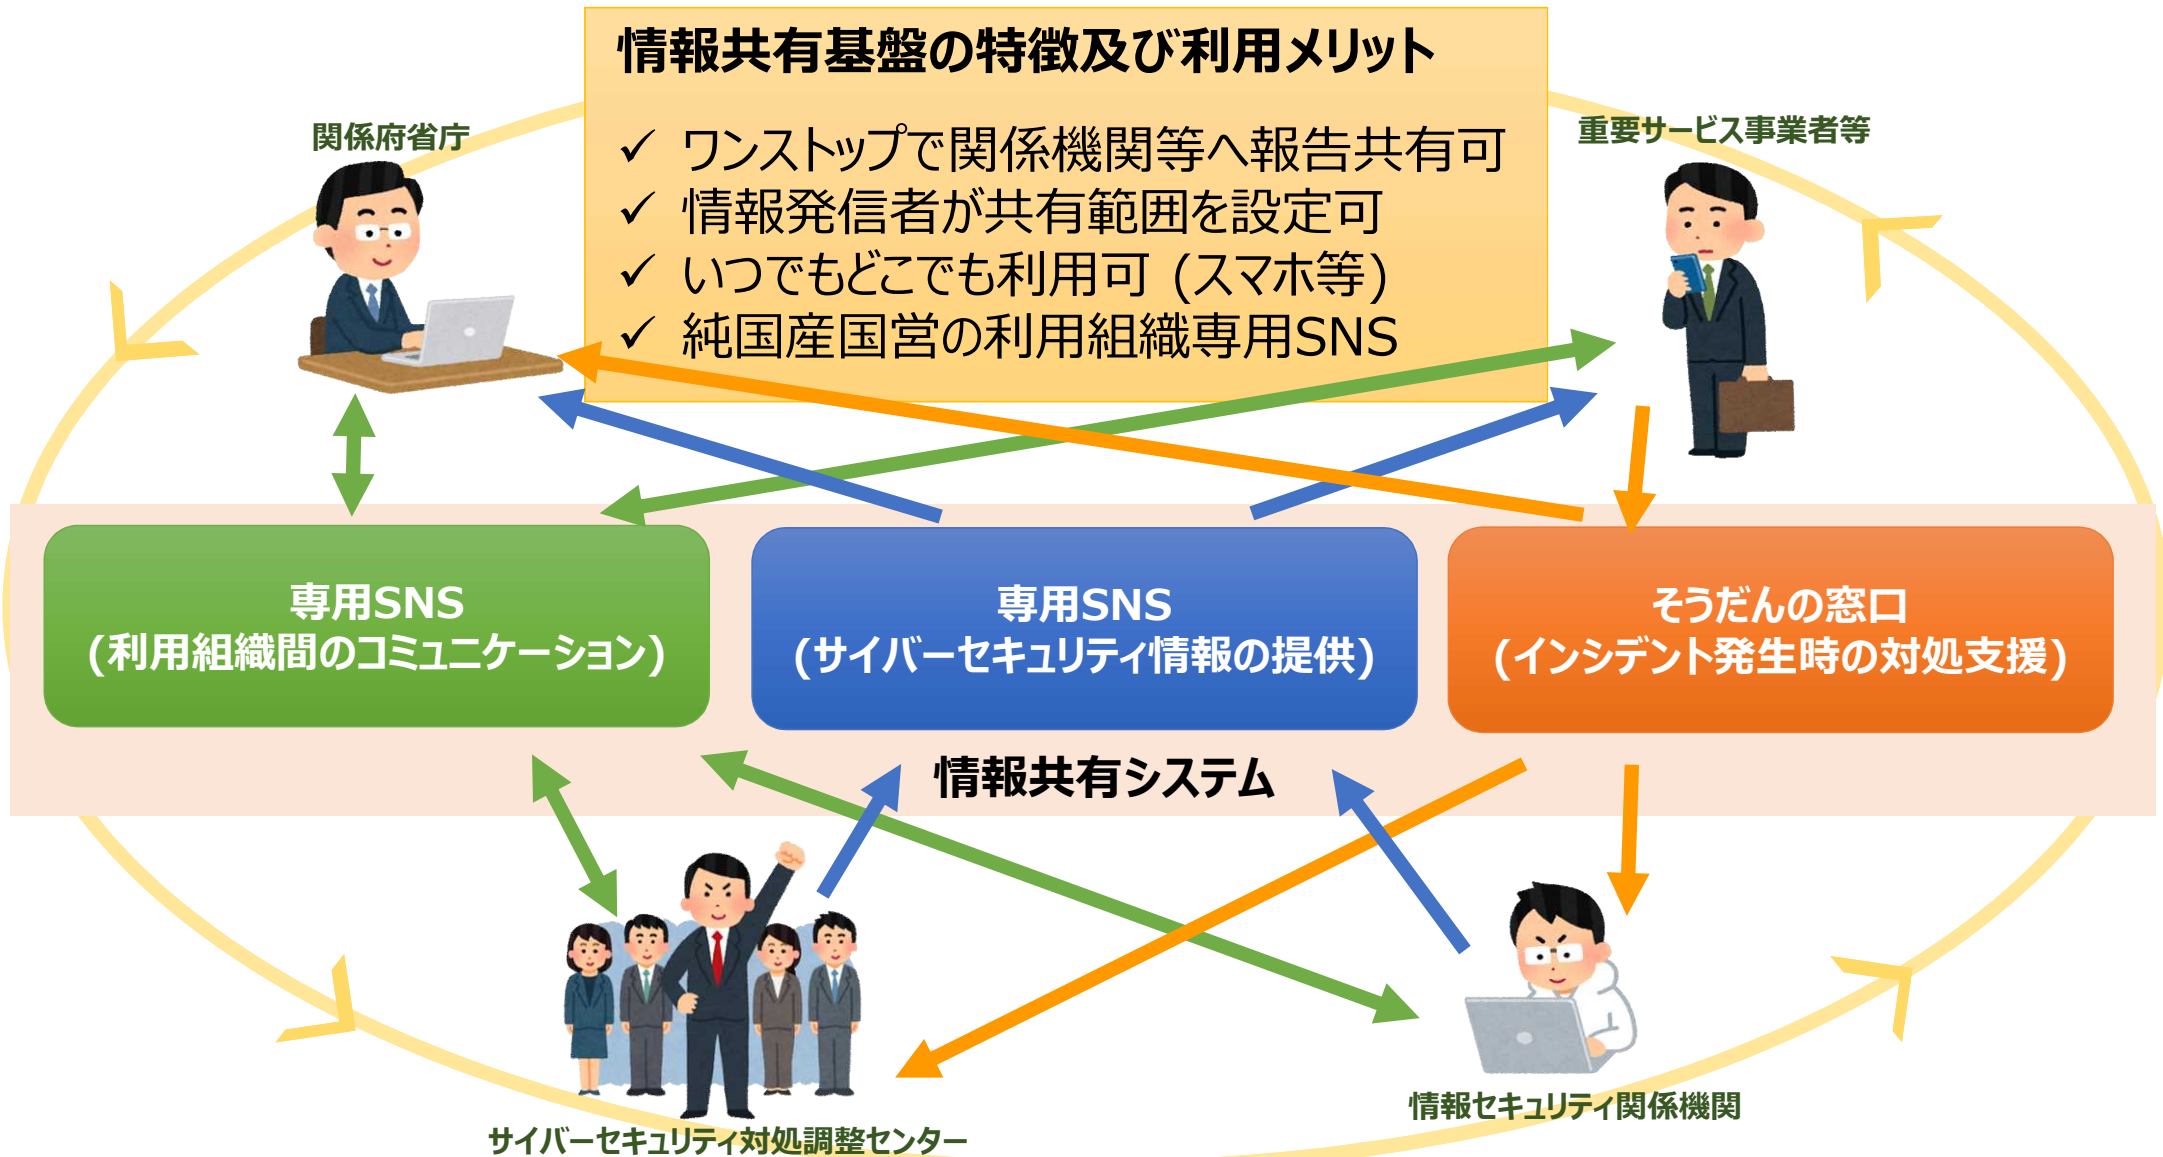 情報共有基盤の特徴及び利用メリット
✓ ワンストップで関係機関等へ報告共有可
✓ 情報発信者が共有範囲を設定可
✓ いつでもどこでも利用可 (スマホ等)
✓ 純国産国営の利用組織専用SNS
関係府省庁
重要サービス事業者等
専用SNS
(利用組織間のコミュニケーション)
専用SNS
(サイバーセキュリティ情報の提供)
そうだんの窓口
(インシデント発生時の対処支援)
情報共有システム
サイバーセキュリティ対処調整センター
情報セキュリティ関係機関